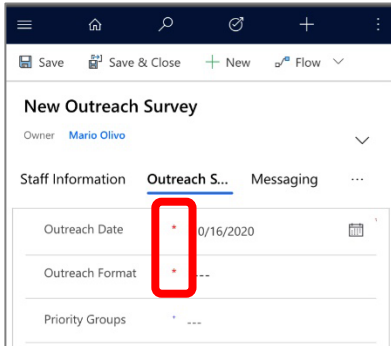 Save Save & Close + New Flow
New Outreach Survey
Owner Mario Olivo
Staff Information Outreach S... Messaging ...
Outreach Date * 0/16/2020
Outreach Format * ---
Priority Groups * ---